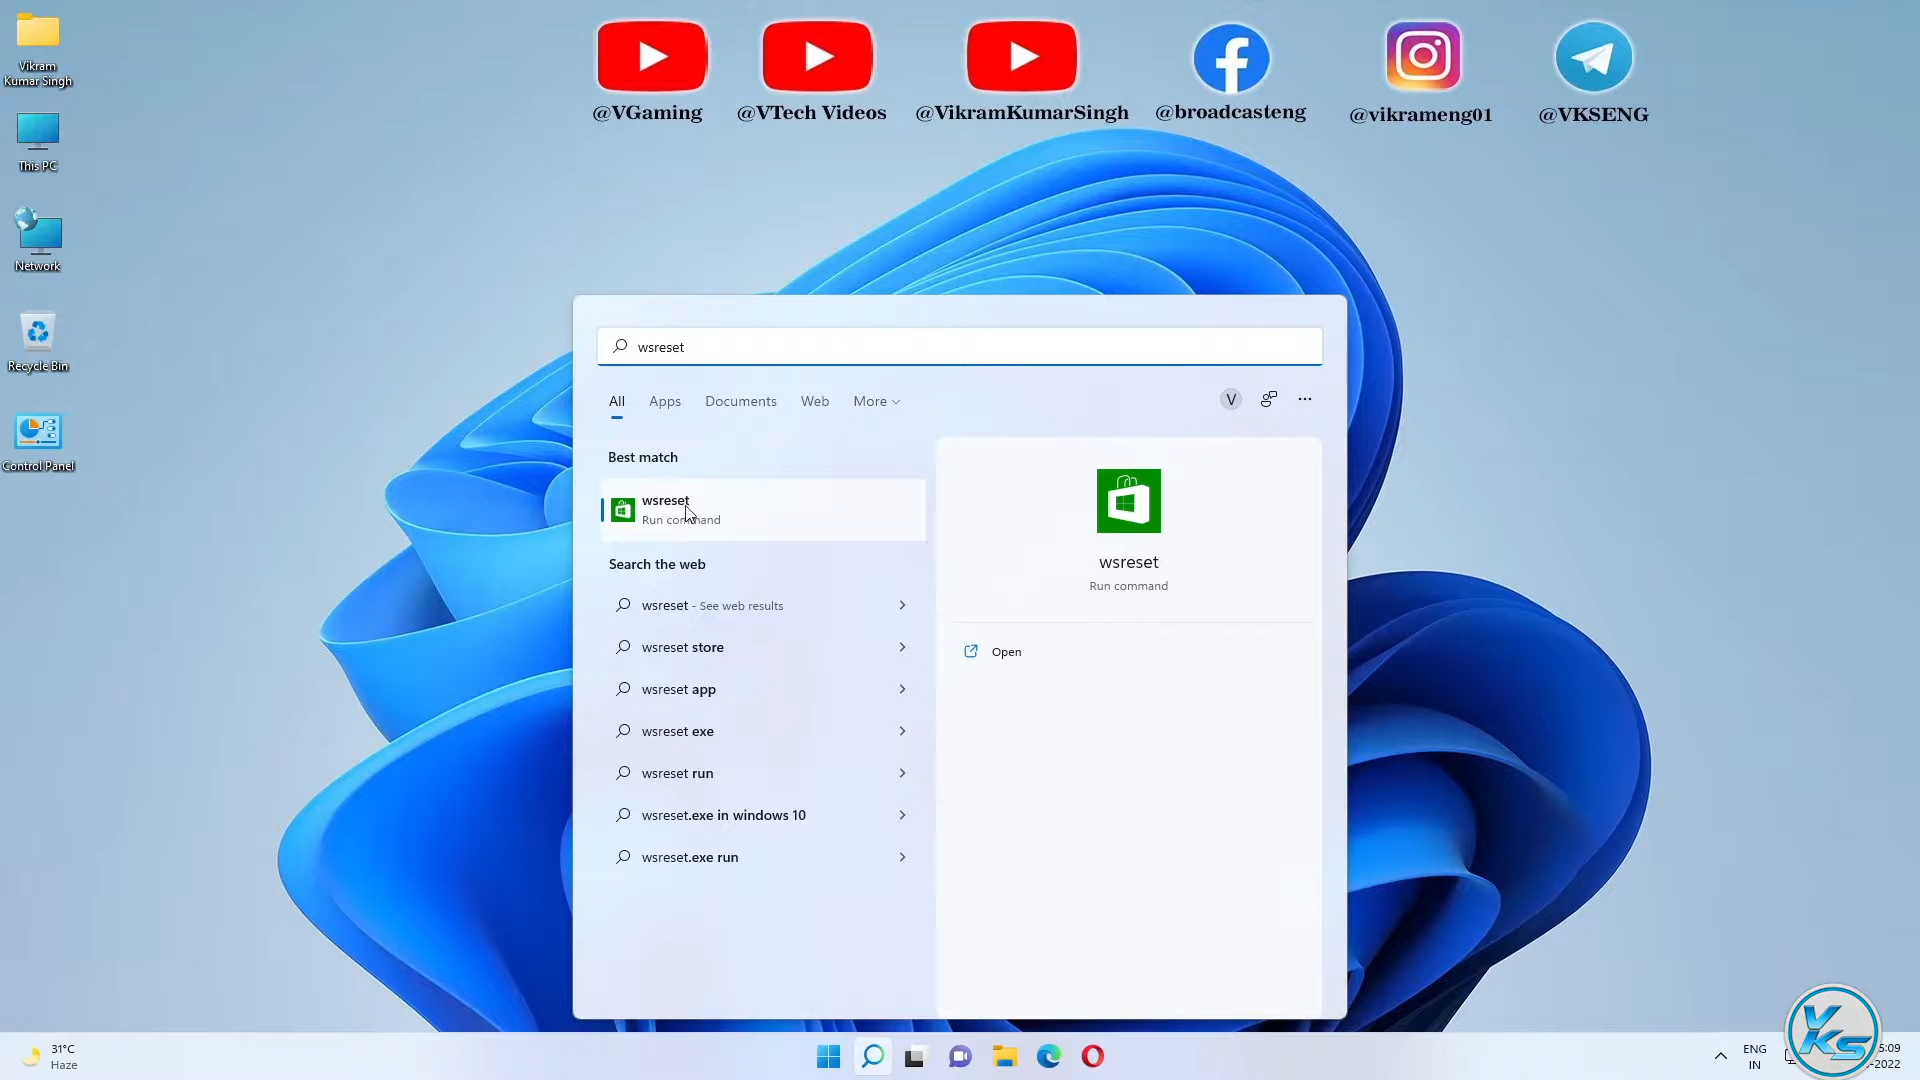 Vikram
Kumar Singh
This PC
Network
Recycle Bin
Control Panel
@VGaming
@VTech Videos
@VikramKumarSingh
@broadcasteng
@vikrameng01
@VKSENG
wsreset
All
Apps
Documents
Web
More
V
Best match
wsreset
Run command
Search the web
wsreset - See web results
wsreset store
wsreset app
wsreset exe
wsreset run
wsreset.exe in windows 10
wsreset.exe run
wsreset
Run command
Open
31°C
Haze
ENG
IN
VKS
5:09
-2022